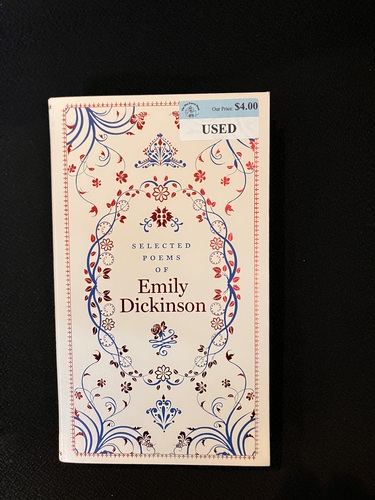 Our Price $4.00
USED
SELECTED
POEMS
OF
Emily
Dickinson